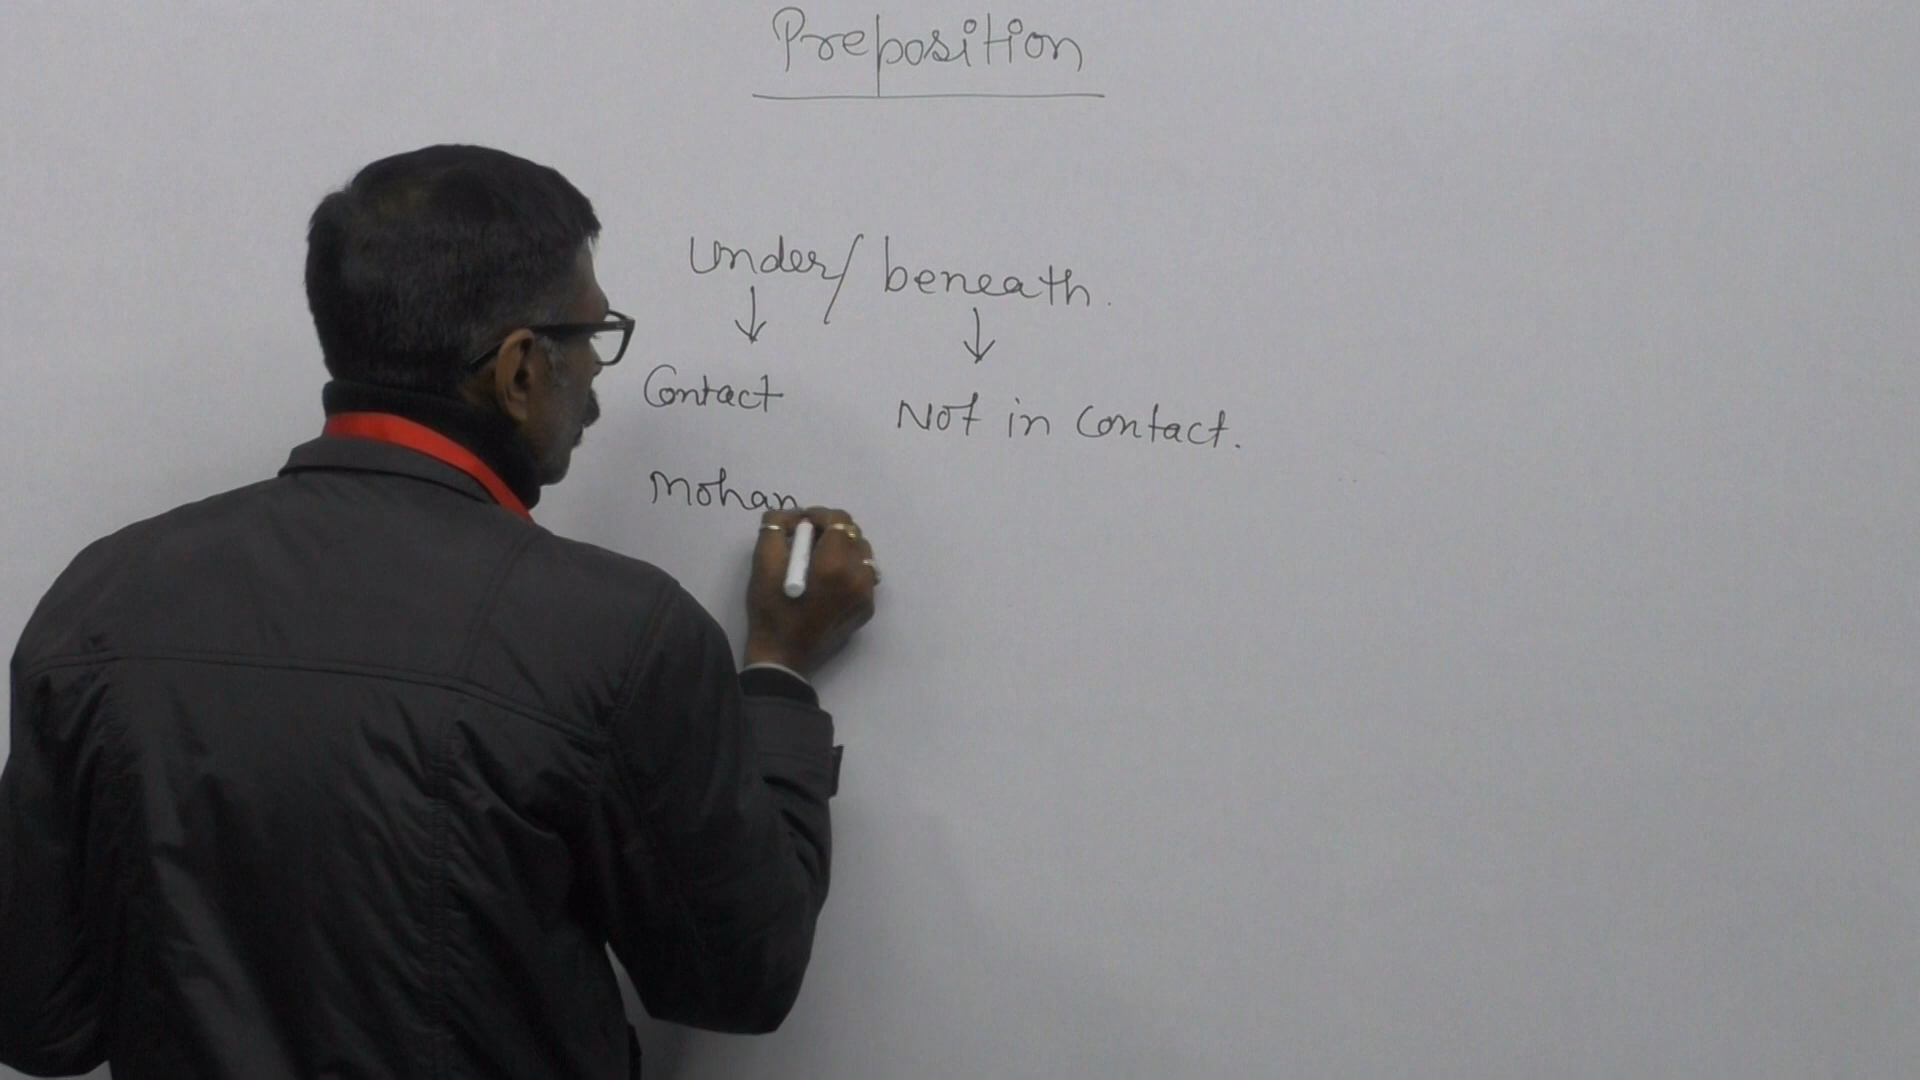 Preposition
Under/ beneath.
Contact
Not in Contact.
Mohan